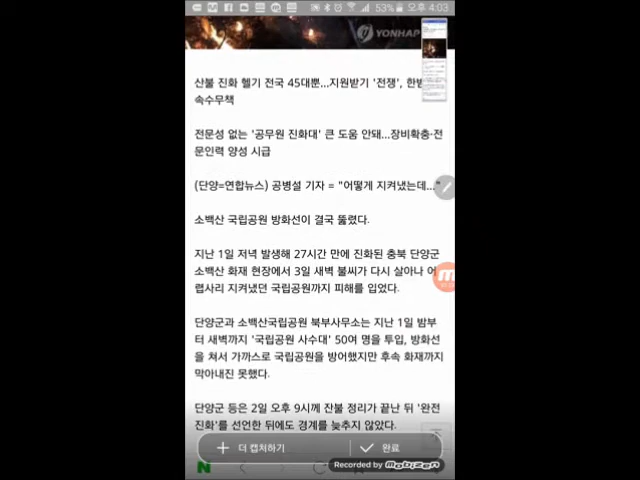 53% 오후 4:03
YONHAP
산불 진화 헬기 전국 45대뿐...지원받기 '전쟁', 한
속수무책
전문성 없는 '공무원 진화대' 큰 도움 안돼...장비확충·전
문인력 양성 시급
(단양=연합뉴스) 공병설 기자 = "어떻게 지켜냈는데..."
소백산 국립공원 방화선이 결국 뚫렸다.
지난 1일 저녁 발생해 27시간 만에 진화된 충북 단양군
소백산 화재 현장에서 3일 새벽 불씨가 다시 살아나 어
렵사리 지켜냈던 국립공원까지 피해를 입었다.
단양군과 소백산국립공원 북부사무소는 지난 1일 밤부
터 새벽까지 '국립공원 사수대' 50여 명을 투입, 방화선
을 쳐서 가까스로 국립공원을 방어했지만 후속 화재까지
막아내진 못했다.
단양군 등은 2일 오후 9시께 잔불 정리가 끝난 뒤 '완전
진화'를 선언한 뒤에도 경계를 늦추지 않았다.
더 캡처하기 완료
Recorded by mobizen
N